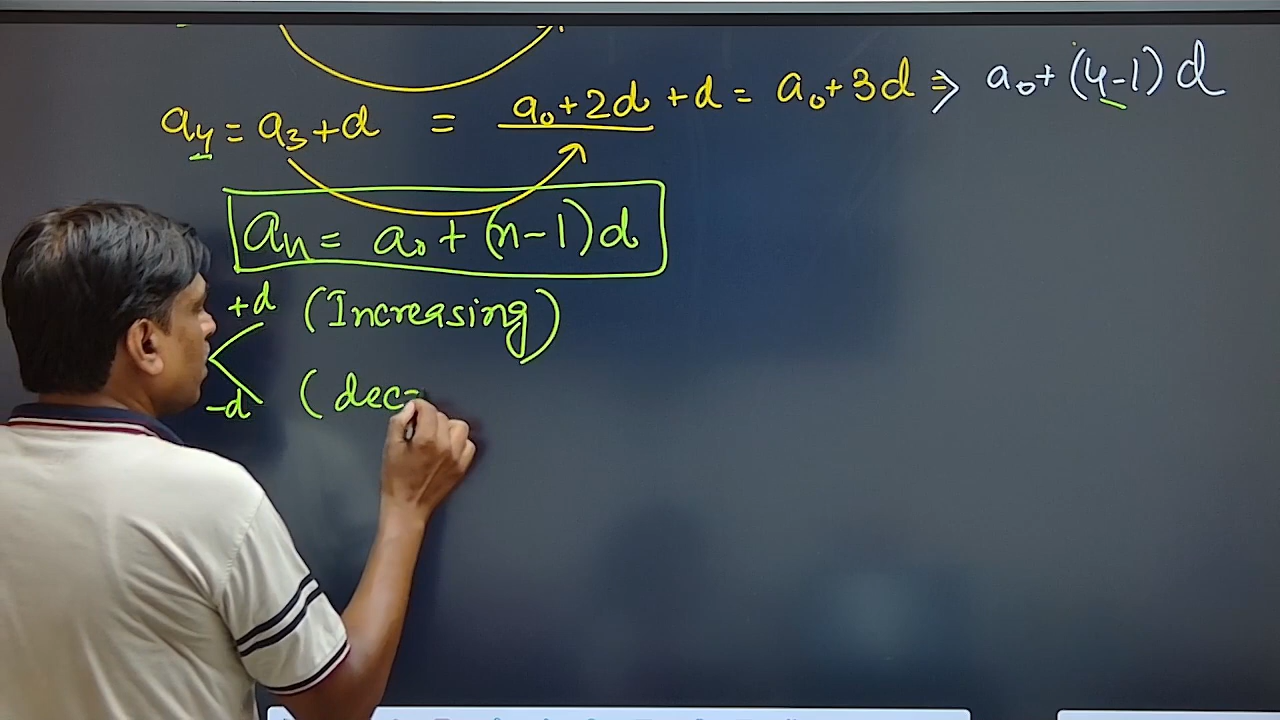 a₄ = a₃+d = a₀+2d +d = a₀+3d ⇒ a₀+(4-1)d
aₙ = a₀ + (n-1)d
+d (Increasing)
-d (dec